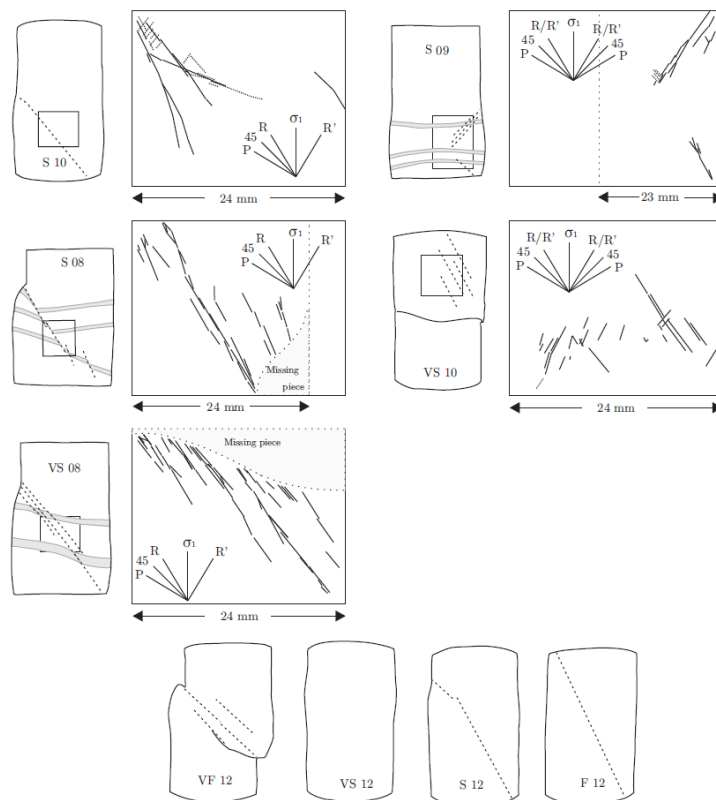 S 10
σ1
R
R'
45
P
24 mm
S 09
R/R'
σ1
R/R'
45
45
P
P
23 mm
S 08
σ1
R
R'
45
P
Missing
piece
24 mm
VS 10
R/R'
σ1
R/R'
45
45
P
P
24 mm
VS 08
Missing piece
σ1
R
R'
45
P
24 mm
VF 12
VS 12
S 12
F 12